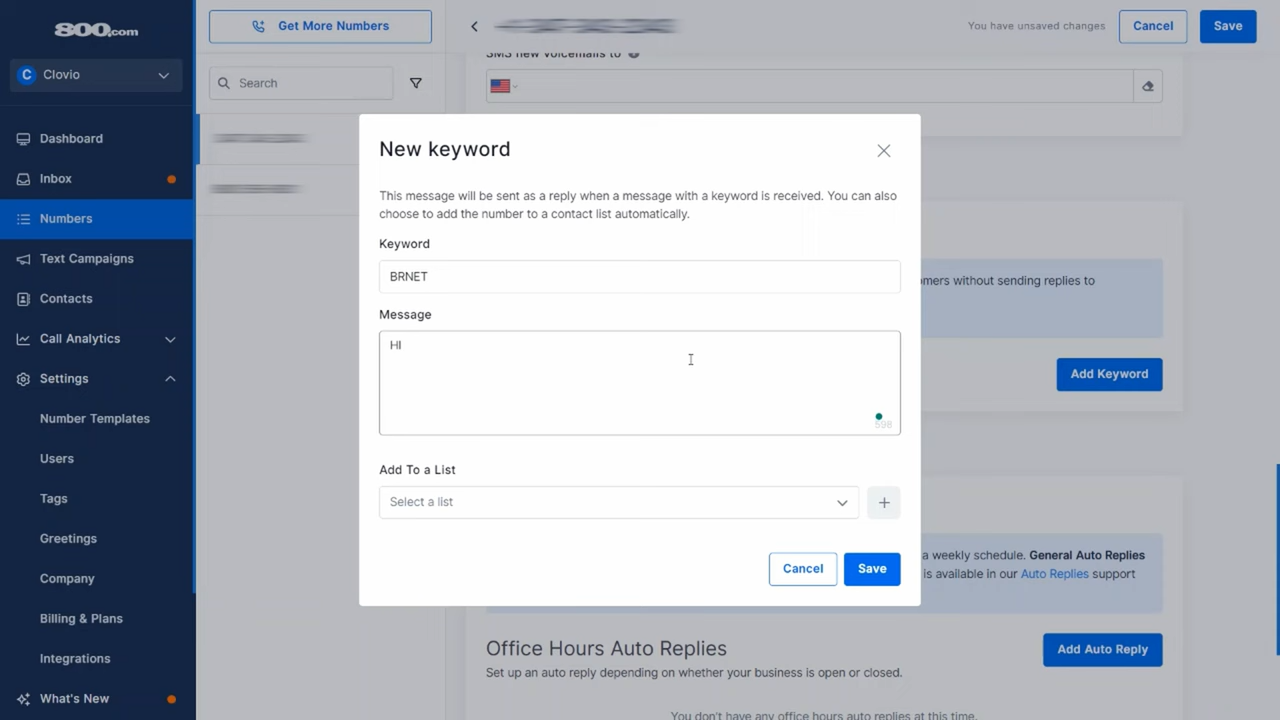 800.com
C Clovio
Dashboard
Inbox
Numbers
Text Campaigns
Contacts
Call Analytics
Settings
Number Templates
Users
Tags
Greetings
Company
Billing & Plans
Integrations
What's New
Get More Numbers
Search
You have unsaved changes
Cancel
Save
SMS new voicemails to
New keyword
This message will be sent as a reply when a message with a keyword is received. You can also
choose to add the number to a contact list automatically.
Keyword
BRNET
Message
HI
598
Add To a List
Select a list
+
Cancel
Save
omers without sending replies to
Add Keyword
a weekly schedule. General Auto Replies
is available in our Auto Replies support
Office Hours Auto Replies
Set up an auto reply depending on whether your business is open or closed.
Add Auto Reply
You don't have any office hours auto replies at this time.